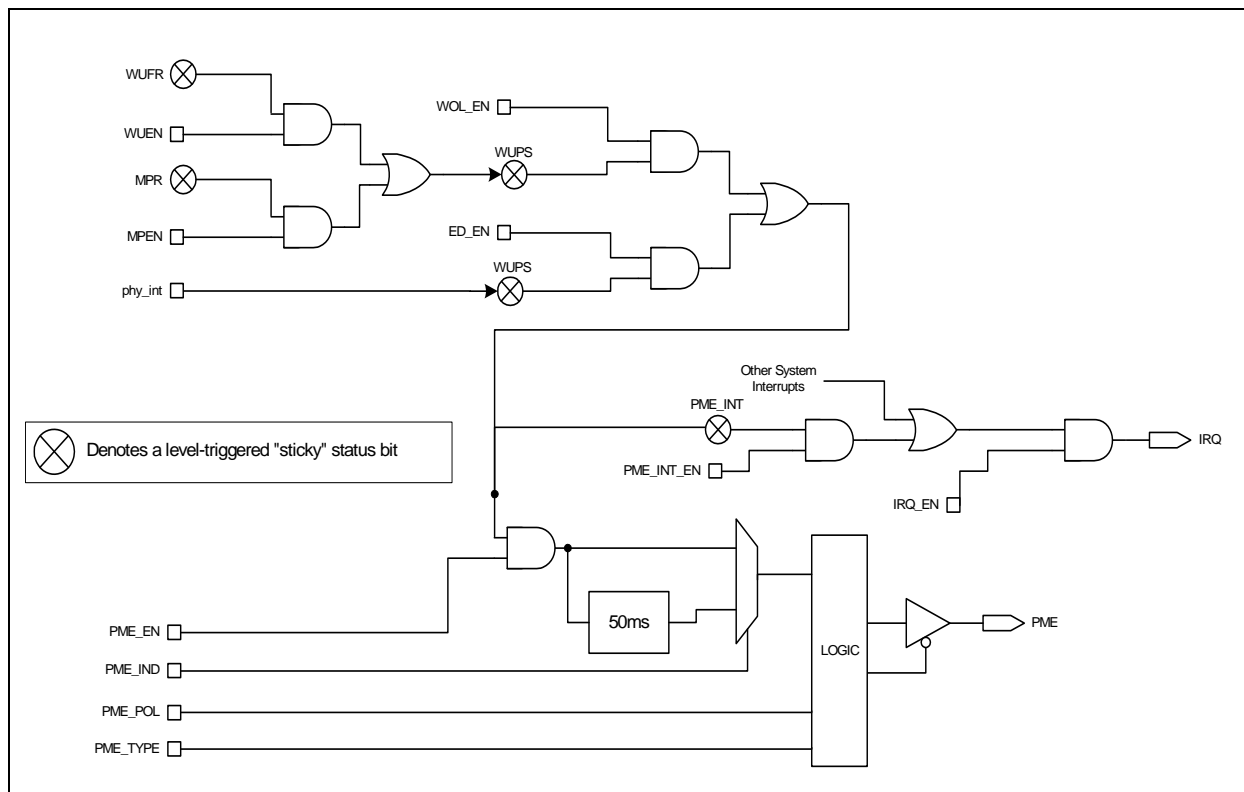 WUFR
WUEN
MPR
MPEN
phy_int
WOL_EN
WUPS
ED_EN
WUPS
Other System
Interrupts
PME_INT
PME_INT_EN
IRQ_EN
IRQ
Denotes a level-triggered "sticky" status bit
PME_EN
PME_IND
PME_POL
PME_TYPE
50ms
LOGIC
PME